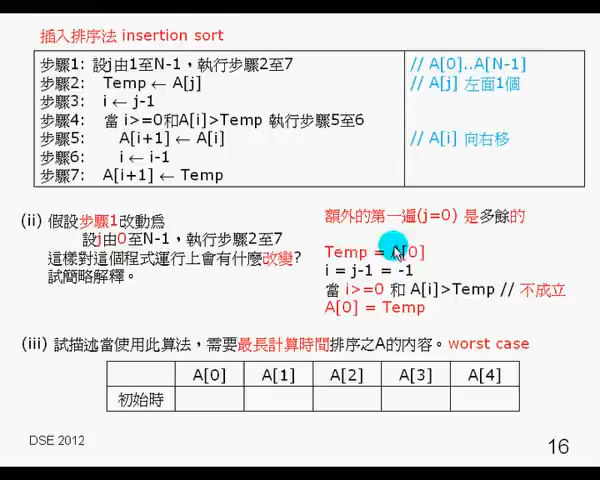 插入排序法 insertion sort
步驟1: 設j由1至N-1，執行步驟2至7 // A[0]..A[N-1]
步驟2: Temp ← A[j] // A[j] 左面1個
步驟3: i ← j-1
步驟4: 當 i>=0和A[i]>Temp 執行步驟5至6
步驟5: A[i+1] ← A[i] // A[i] 向右移
步驟6: i ← i-1
步驟7: A[i+1] ← Temp
(ii) 假設步驟1改動為
設j由0至N-1，執行步驟2至7
這樣對這個程式運行上會有什麼改變?
試簡略解釋。
額外的第一遍(j=0) 是多餘的
Temp = A[0]
i = j-1 = -1
當 i>=0 和 A[i]>Temp // 不成立
A[0] = Temp
(iii) 試描述當使用此算法，需要最長計算時間排序之A的內容。worst case
A[0] A[1] A[2] A[3] A[4]
初始時
DSE 2012
16